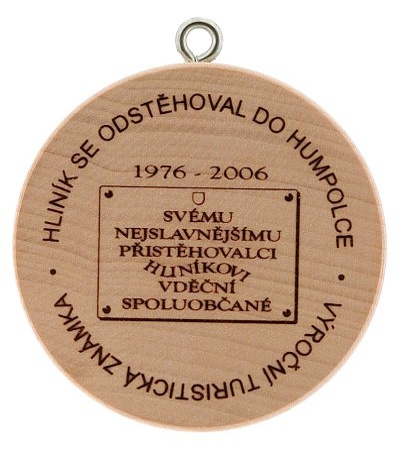 HLINÍK SE ODSTĚHOVAL DO HUMPOLCE
1976 - 2006
SVÉMU
NEJSLAVNĚJŠÍMU
PŘISTĚHOVALCI
HLINÍKOVI
VDĚČNÍ
SPOLUOBČANÉ
• VÝROČNÍ TURISTICKÁ ZNÁMKA •